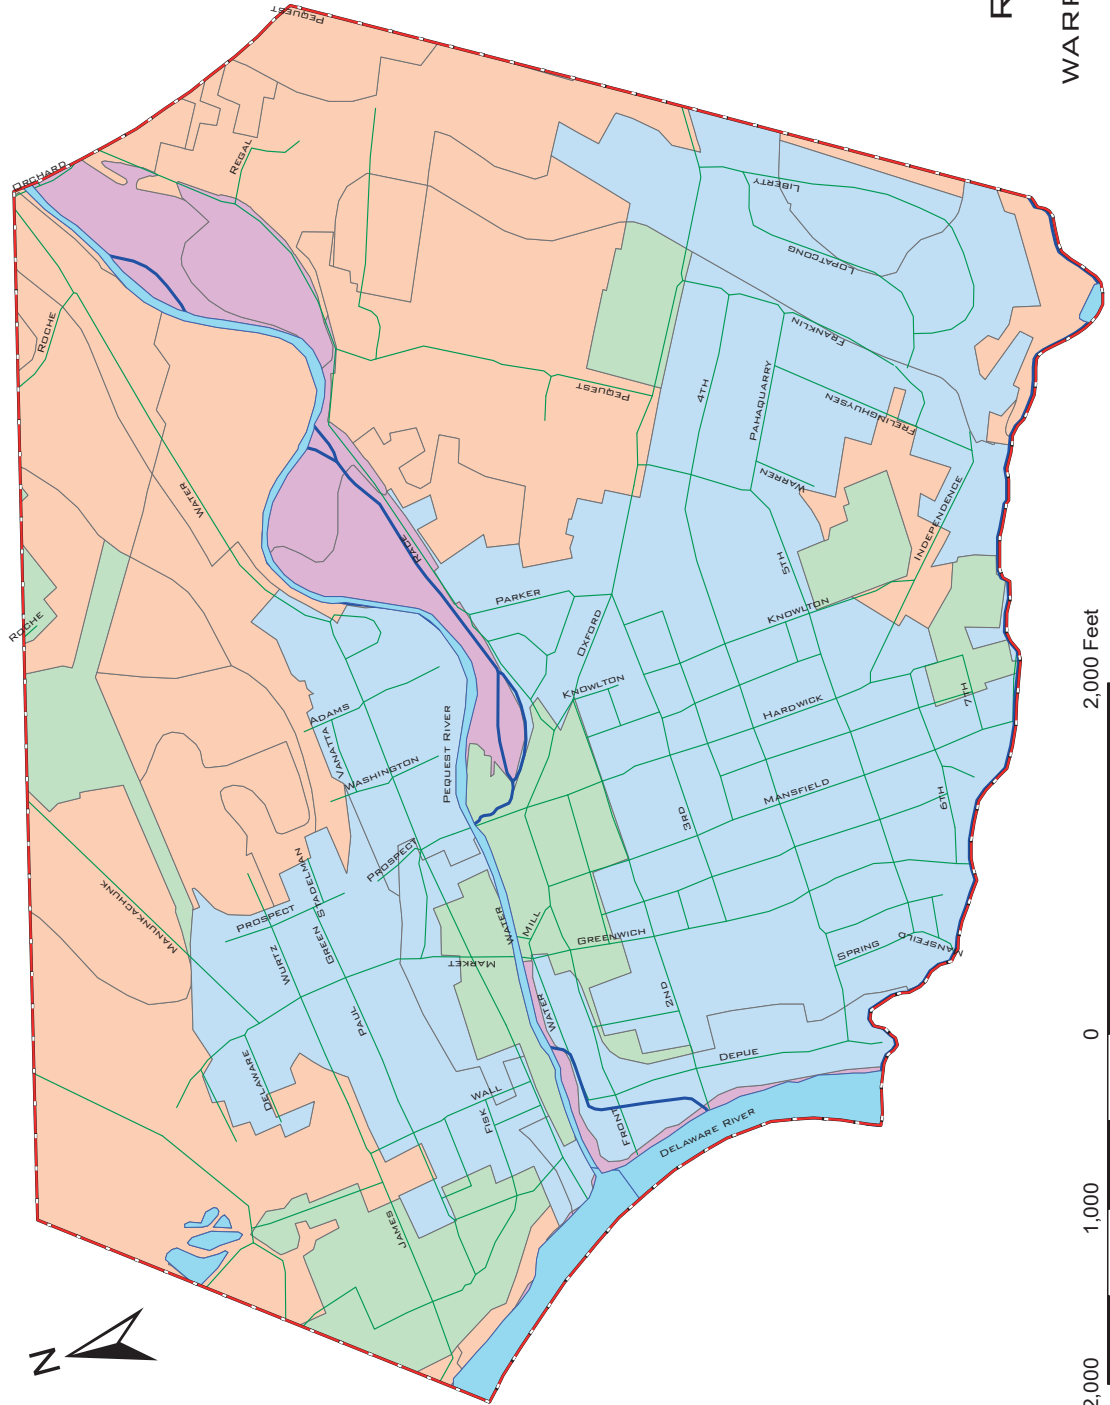 PEQUEST
R
WARR
ORCHARD
REGAL
LIBERTY
LOPATCONG
ROCHE
FRANKLIN
PEQUEST
4TH
PAHAQUARRY
FRELINGHUYSEN
WATER
WARREN
INDEPENDENCE
RACE
5TH
ROCHE
PARKER
OXFORD
KNOWLTON
KNOWLTON
ADAMS
VANATTA
WASHINGTON
PEQUEST RIVER
HARDWICK
7TH
MANSFIELD
3RD
6TH
PROSPECT
STADELMAN
MANUNKACHUNK
PROSPECT
GREEN
WURTZ
WATER
MILL
GREENWICH
MARKET
SPRING
MANSFEILD
PAUL
WATER
2ND
DELAWARE
WALL
FISK
DEPUE
FRONT
DELAWARE RIVER
JAMES
N
2,000 Feet
0
1,000
2,000